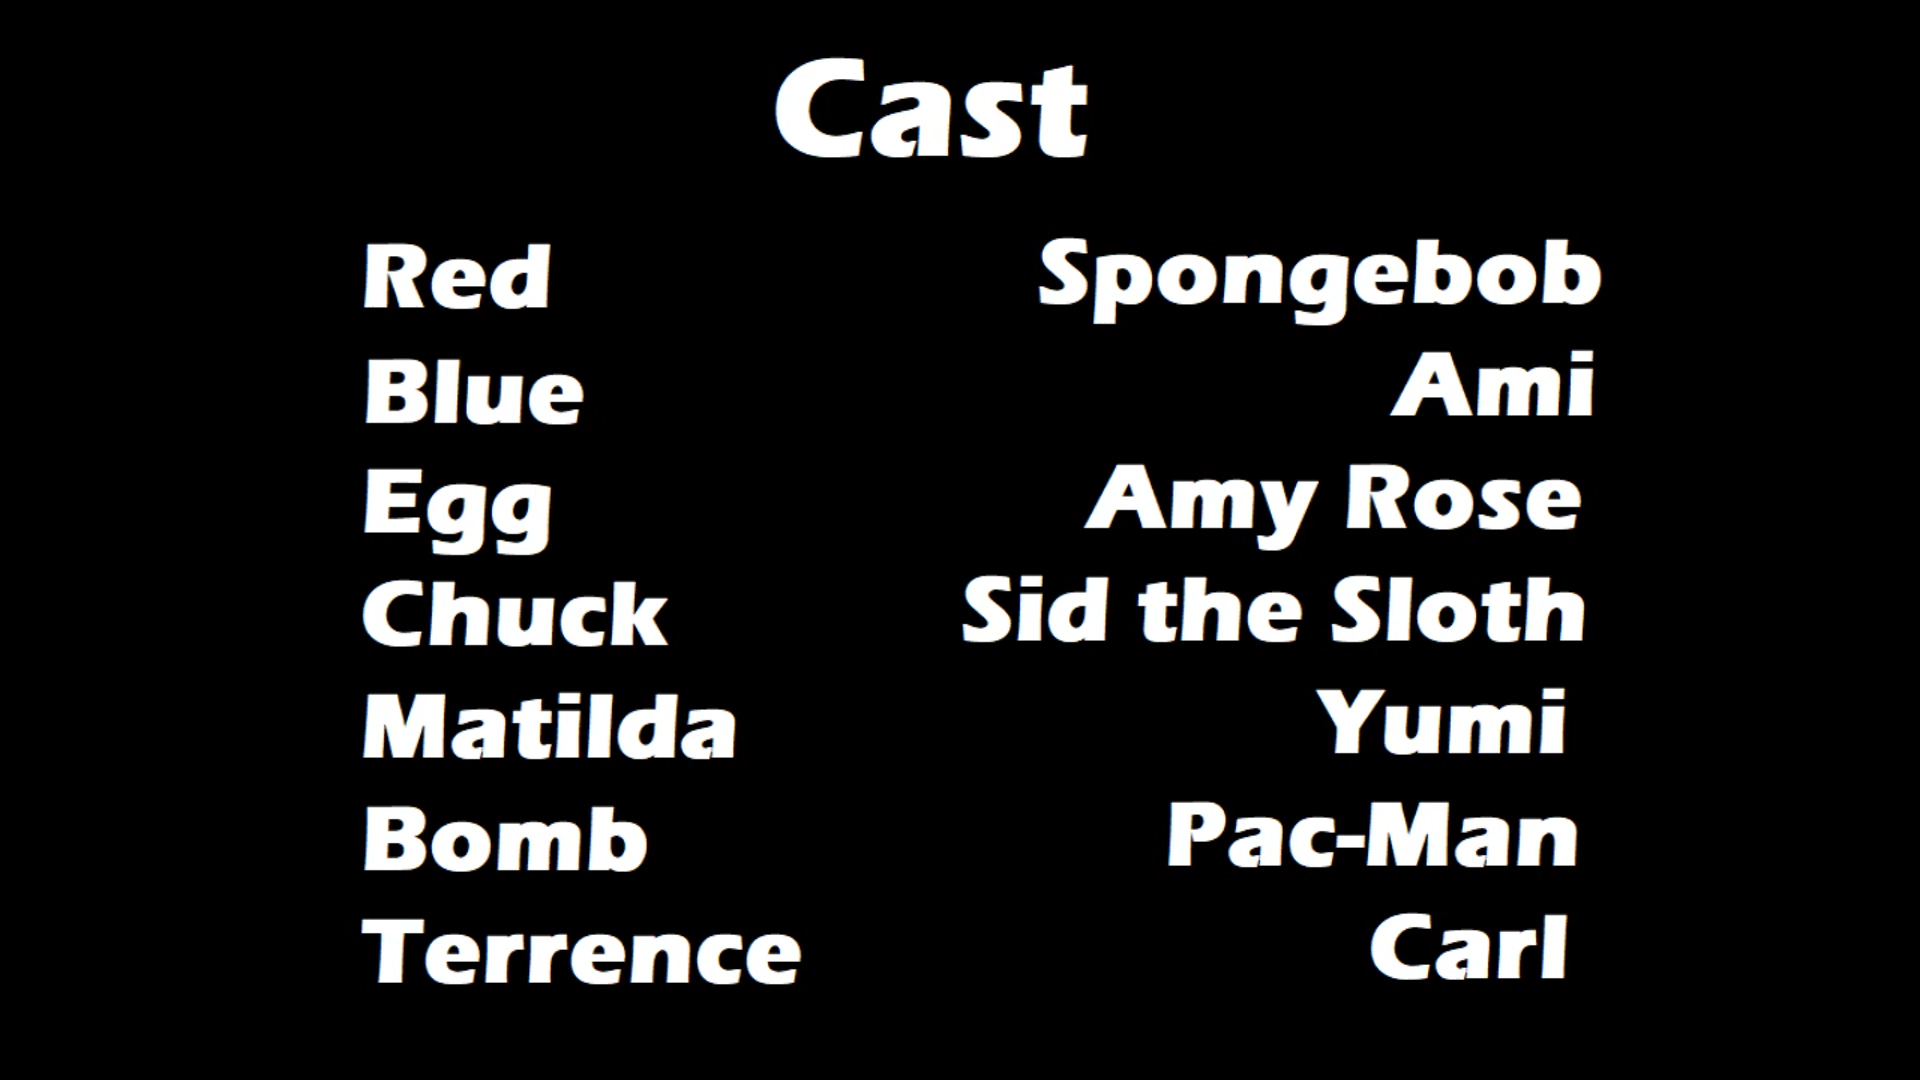 Cast
Red Spongebob
Blue Ami
Egg Amy Rose
Chuck Sid the Sloth
Matilda Yumi
Bomb Pac-Man
Terrence Carl